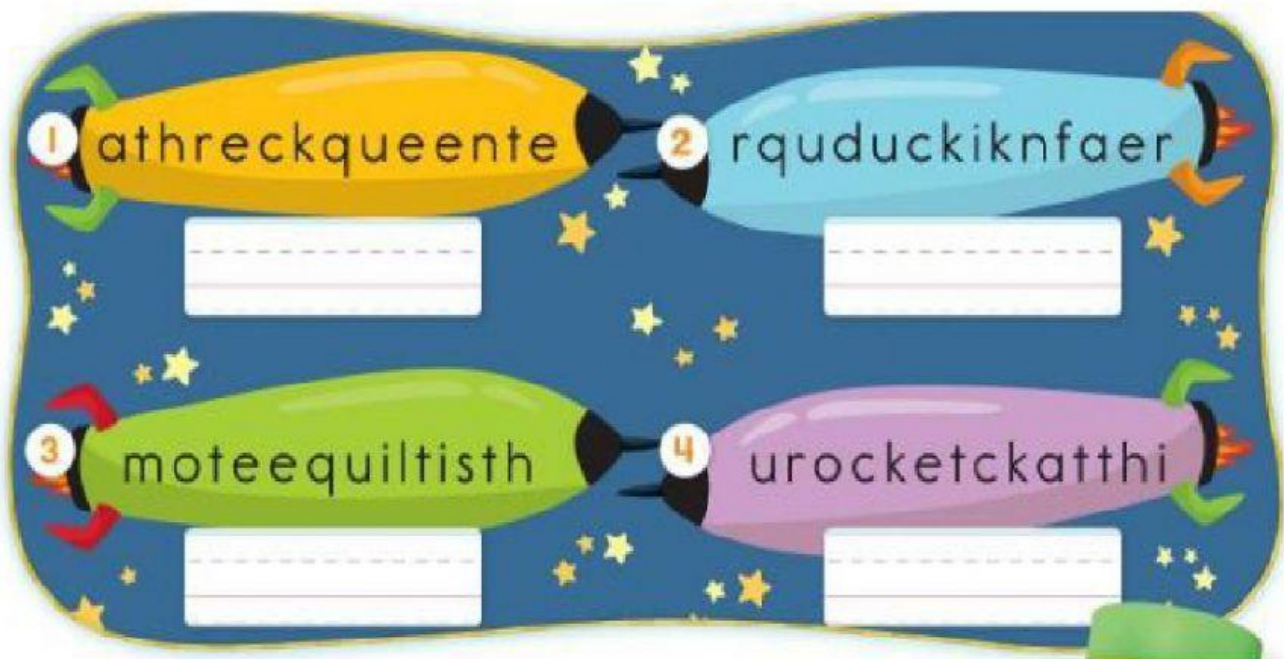 1 athreckqueente
2 rquduckiknfaer
3 moteequiltisth
4 urocketckatthi